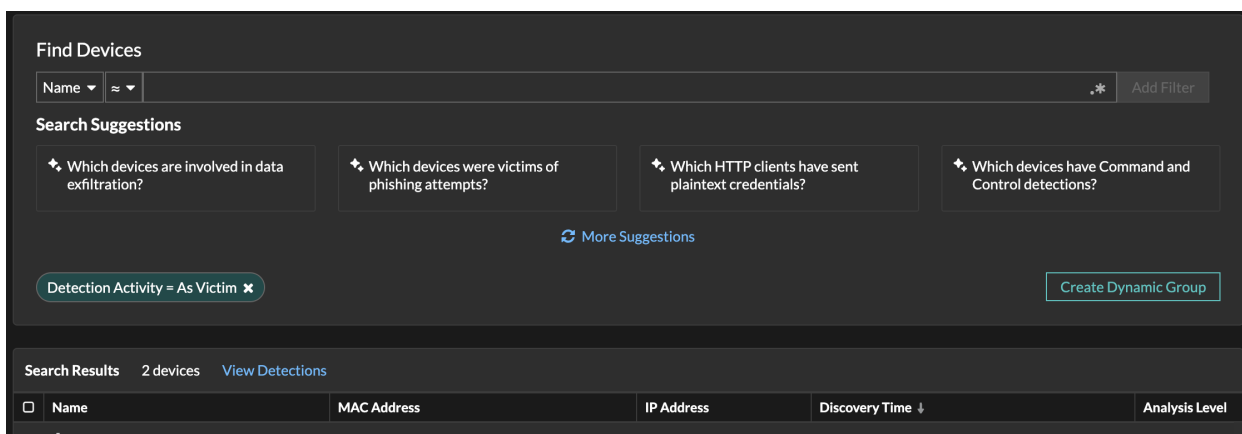 Find Devices
Name ≈ .* Add Filter
Search Suggestions
Which devices are involved in data exfiltration?
Which devices were victims of phishing attempts?
Which HTTP clients have sent plaintext credentials?
Which devices have Command and Control detections?
More Suggestions
Detection Activity = As Victim × Create Dynamic Group
Search Results 2 devices View Detections
Name MAC Address IP Address Discovery Time ↓ Analysis Level